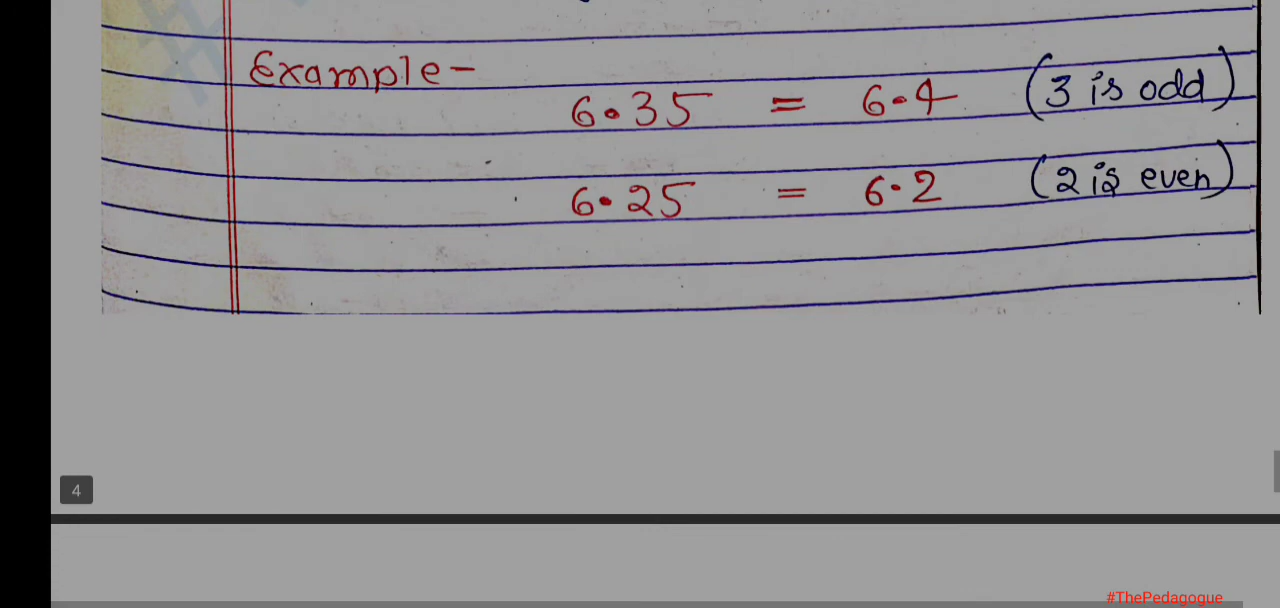 Example-
6.35 = 6.4 (3 is odd)
6.25 = 6.2 (2 is even)
4
#ThePedagogue